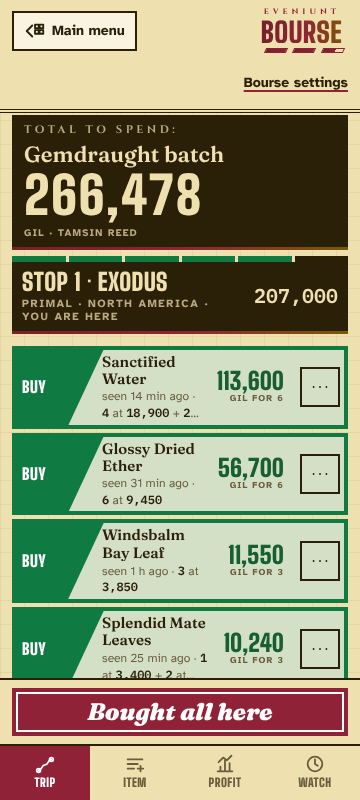 Main menu
EVENIUNT
BOURSE
Bourse settings
TOTAL TO SPEND:
Gemdraught batch
266,478
GIL · TAMSIN REED
STOP 1 · EXODUS
PRIMAL · NORTH AMERICA ·
YOU ARE HERE
207,000
BUY
Sanctified
Water
seen 14 min ago ·
4 at 18,900 + 2…
113,600
GIL FOR 6
...
BUY
Glossy Dried
Ether
seen 31 min ago ·
6 at 9,450
56,700
GIL FOR 6
...
BUY
Windsbalm
Bay Leaf
seen 1 h ago · 3 at
3,850
11,550
GIL FOR 3
...
BUY
Splendid Mate
Leaves
seen 25 min ago · 1
at 3,400 + 2 at…
10,240
GIL FOR 3
...
Bought all here
TRIP
ITEM
PROFIT
WATCH